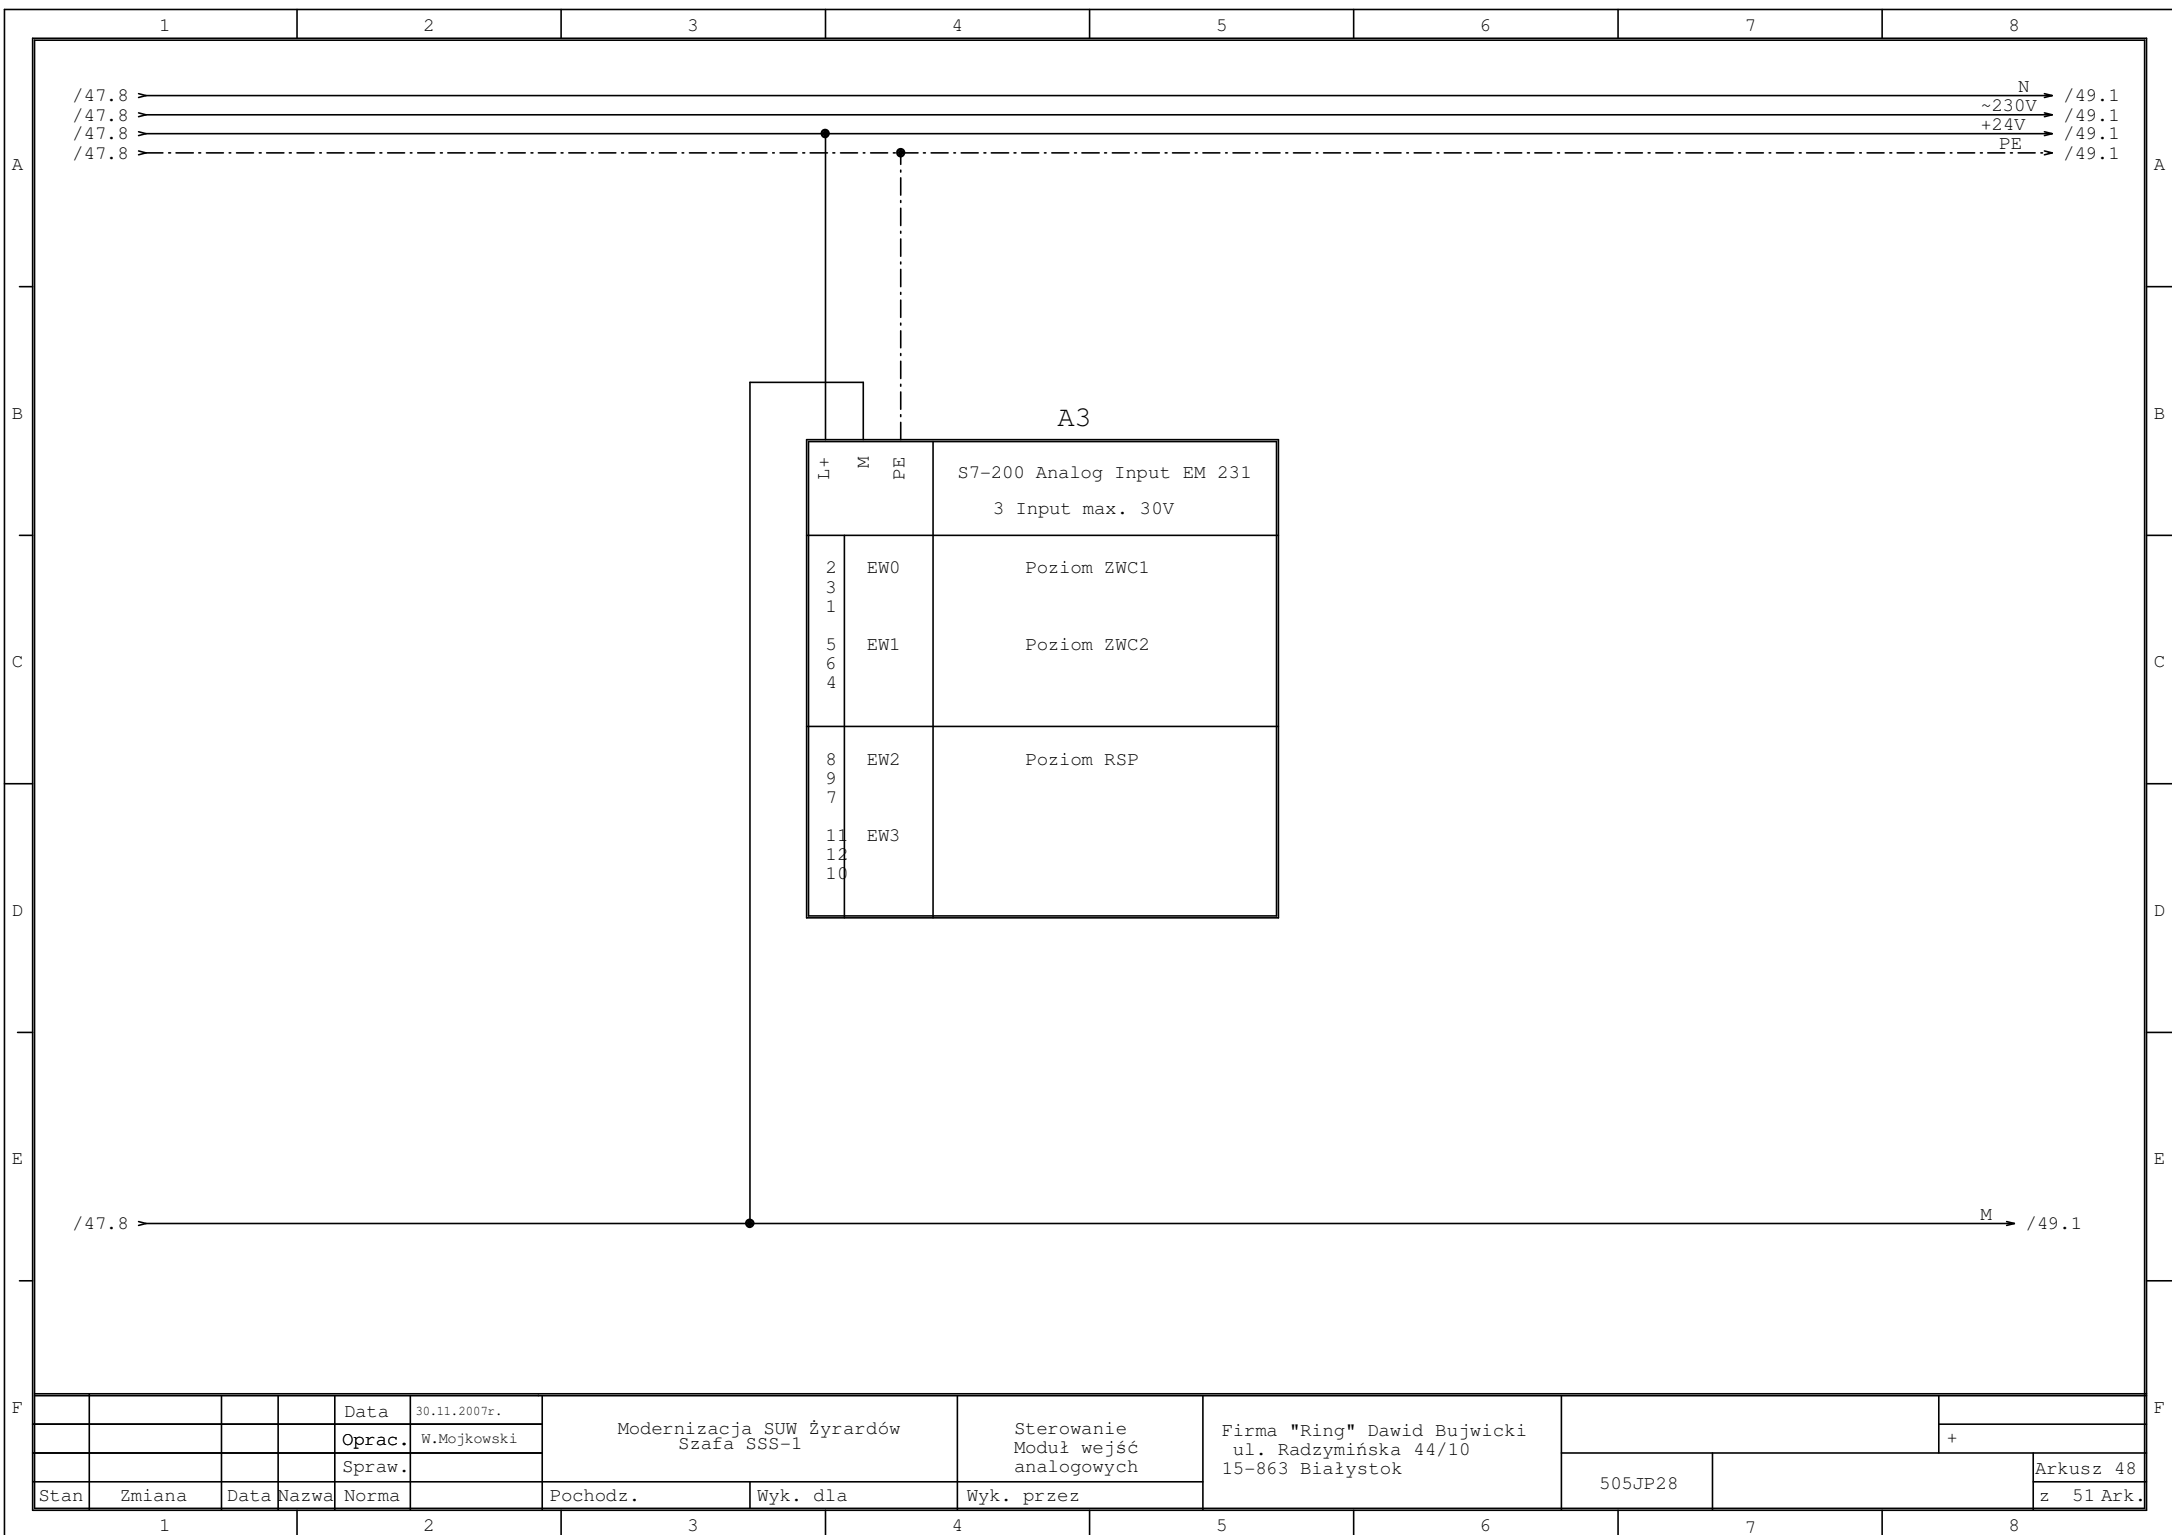 1 2 3 4 5 6 7 8
/47.8 N /49.1
/47.8 ~230V /49.1
/47.8 +24V /49.1
/47.8 PE /49.1
A A
B B
A3
L+ M PE S7-200 Analog Input EM 231
3 Input max. 30V
2 EW0 Poziom ZWC1
3
1
5 EW1 Poziom ZWC2
C 6 C
4
8 EW2 Poziom RSP
9
7
11 EW3
12
10
D D
E E
/47.8 M /49.1
F F
Data 30.11.2007r.
Oprac. W.Mojkowski
Spraw.
Stan Zmiana Data Nazwa Norma
Modernizacja SUW Żyrardów
Szafa SSS-1
Pochodz. Wyk. dla
Sterowanie
Moduł wejść
analogowych
Wyk. przez
Firma "Ring" Dawid Bujwicki
ul. Radzymińska 44/10
15-863 Białystok
505JP28
+
Arkusz 48
z 51 Ark.
1 2 3 4 5 6 7 8